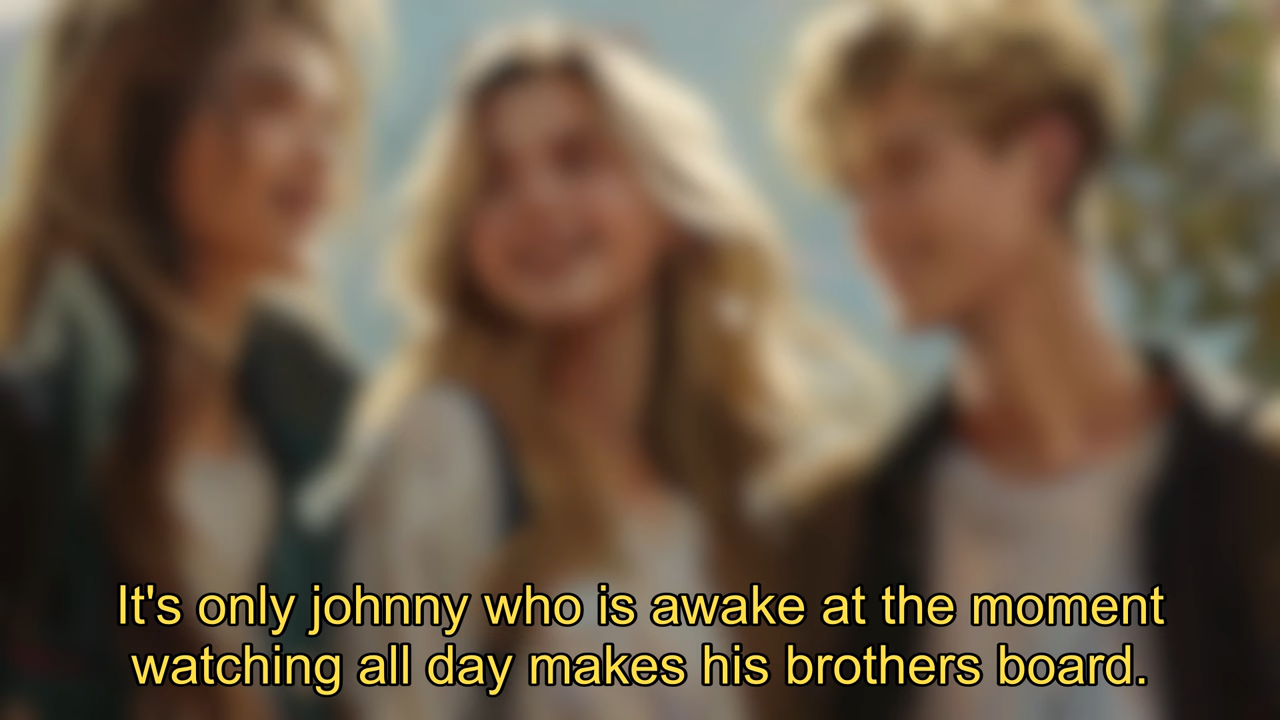 It's only johnny who is awake at the moment
watching all day makes his brothers board.